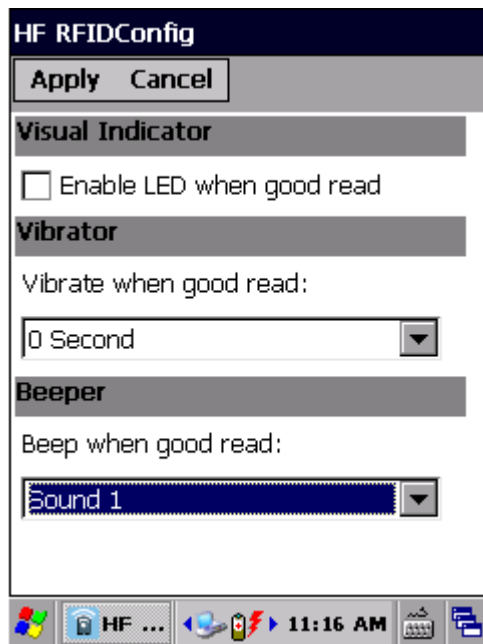 HF RFIDConfig
Apply Cancel
Visual Indicator
Enable LED when good read
Vibrator
Vibrate when good read:
0 Second
Beeper
Beep when good read:
Sound 1
HF ... 11:16 AM